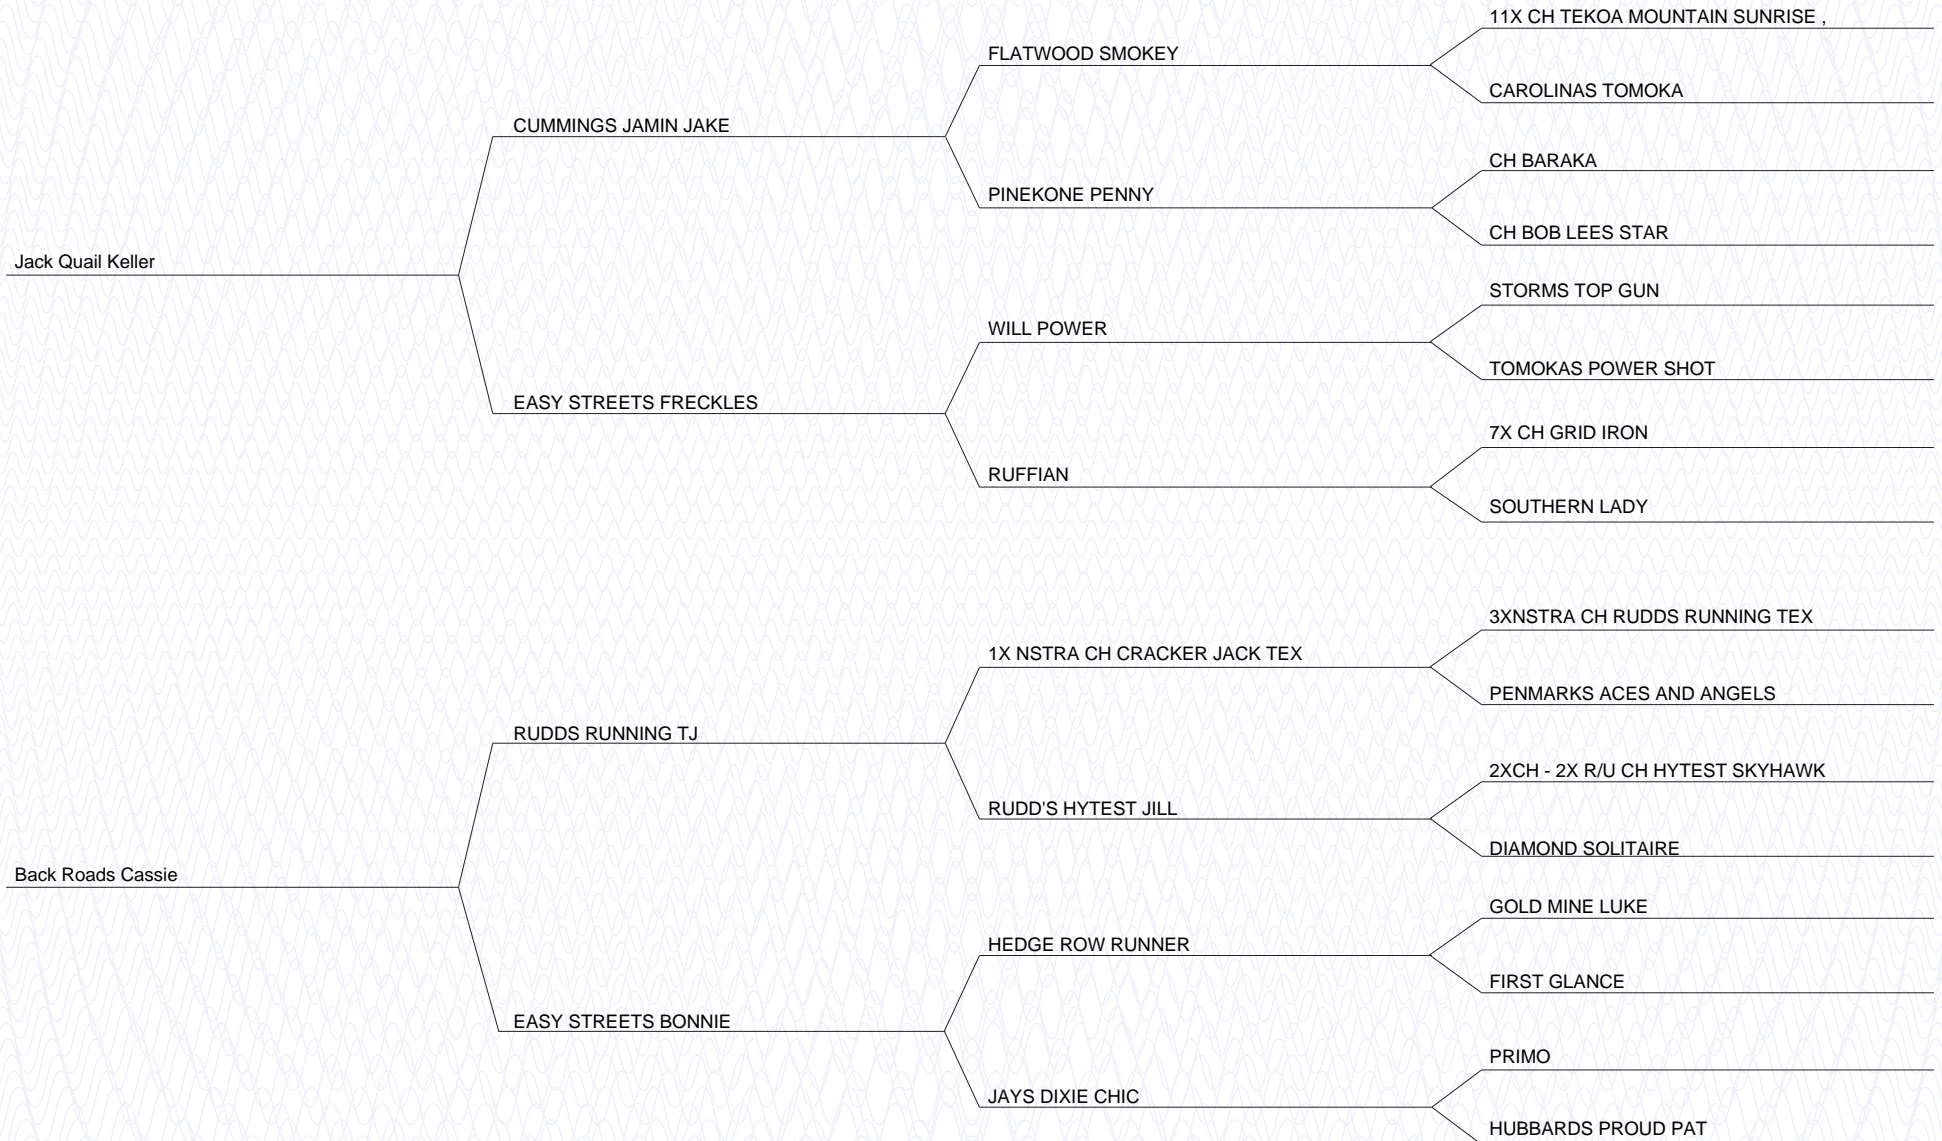 11X CH TEKOA MOUNTAIN SUNRISE ,
FLATWOOD SMOKEY
CAROLINAS TOMOKA
CUMMINGS JAMIN JAKE
CH BARAKA
PINEKONE PENNY
CH BOB LEES STAR
Jack Quail Keller
STORMS TOP GUN
WILL POWER
TOMOKAS POWER SHOT
EASY STREETS FRECKLES
7X CH GRID IRON
RUFFIAN
SOUTHERN LADY
3XNSTRA CH RUDDS RUNNING TEX
1X NSTRA CH CRACKER JACK TEX
PENMARKS ACES AND ANGELS
RUDDS RUNNING TJ
2XCH - 2X R/U CH HYTEST SKYHAWK
RUDD'S HYTEST JILL
DIAMOND SOLITAIRE
Back Roads Cassie
GOLD MINE LUKE
HEDGE ROW RUNNER
FIRST GLANCE
EASY STREETS BONNIE
PRIMO
JAYS DIXIE CHIC
HUBBARDS PROUD PAT